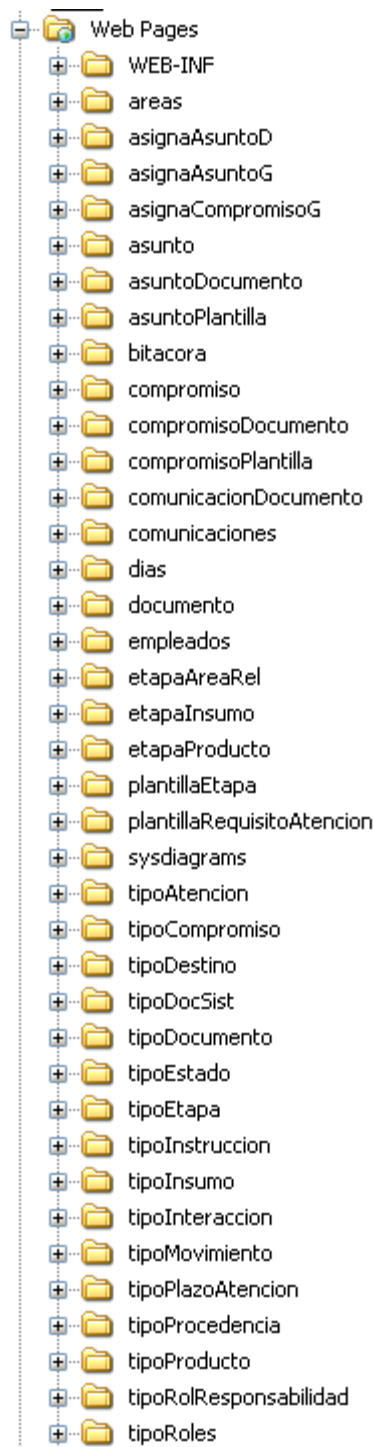 Web Pages
WEB-INF
areas
asignaAsuntoD
asignaAsuntoG
asignaCompromisoG
asunto
asuntoDocumento
asuntoPlantilla
bitacora
compromiso
compromisoDocumento
compromisoPlantilla
comunicacionDocumento
comunicaciones
dias
documento
empleados
etapaAreaRel
etapaInsumo
etapaProducto
plantillaEtapa
plantillaRequisitoAtencion
sysdiagrams
tipoAtencion
tipoCompromiso
tipoDestino
tipoDocSist
tipoDocumento
tipoEstado
tipoEtapa
tipoInstruccion
tipoInsumo
tipoInteraccion
tipoMovimiento
tipoPlazoAtencion
tipoProcedencia
tipoProducto
tipoRolResponsabilidad
tipoRoles